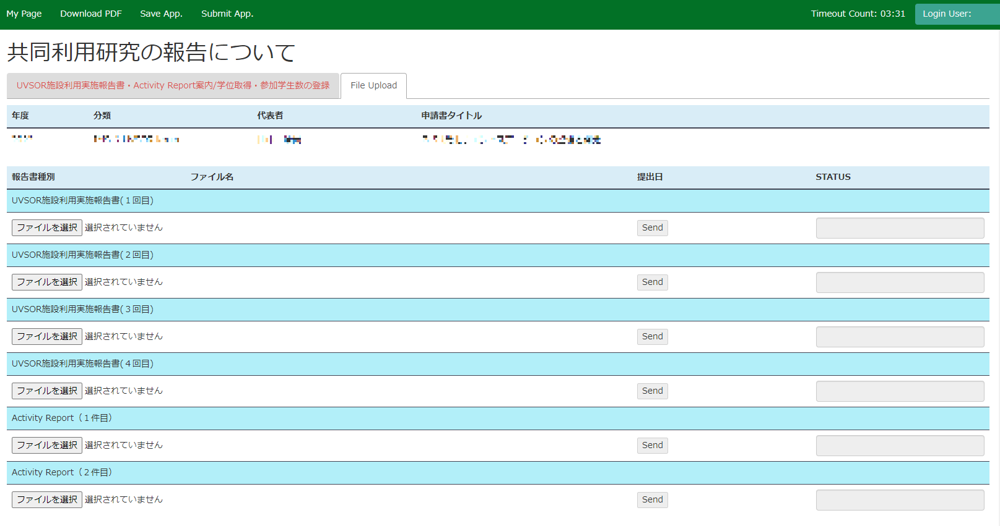 My Page Download PDF Save App. Submit App. Timeout Count: 03:31 Login User:
共同利用研究の報告について
UVSOR施設利用実施報告書・Activity Report案内/学位取得・参加学生数の登録 File Upload
年度 分類 代表者 申請書タイトル
報告書種別 ファイル名 提出日 STATUS
UVSOR施設利用実施報告書(１回目)
ファイルを選択 選択されていません Send
UVSOR施設利用実施報告書(２回目)
ファイルを選択 選択されていません Send
UVSOR施設利用実施報告書(３回目)
ファイルを選択 選択されていません Send
UVSOR施設利用実施報告書(４回目)
ファイルを選択 選択されていません Send
Activity Report（１件目）
ファイルを選択 選択されていません Send
Activity Report（２件目）
ファイルを選択 選択されていません Send